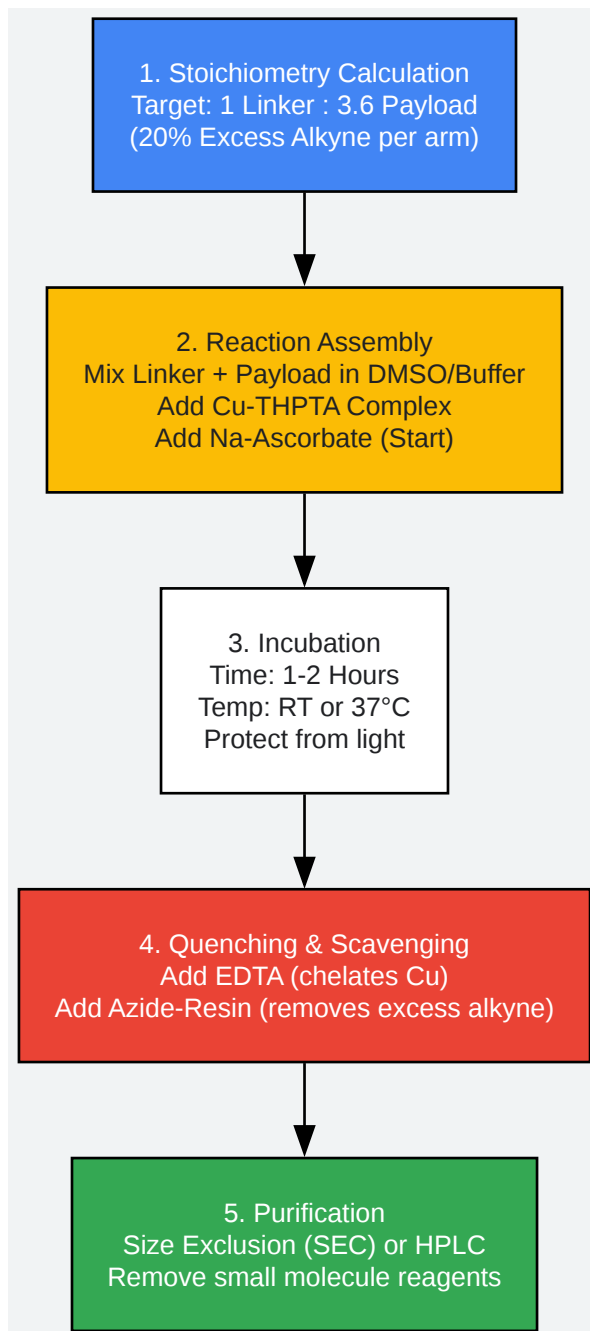 1. Stoichiometry Calculation
Target: 1 Linker : 3.6 Payload
(20% Excess Alkyne per arm)
2. Reaction Assembly
Mix Linker + Payload in DMSO/Buffer
Add Cu-THPTA Complex
Add Na-Ascorbate (Start)
3. Incubation
Time: 1-2 Hours
Temp: RT or 37°C
Protect from light
4. Quenching & Scavenging
Add EDTA (chelates Cu)
Add Azide-Resin (removes excess alkyne)
5. Purification
Size Exclusion (SEC) or HPLC
Remove small molecule reagents